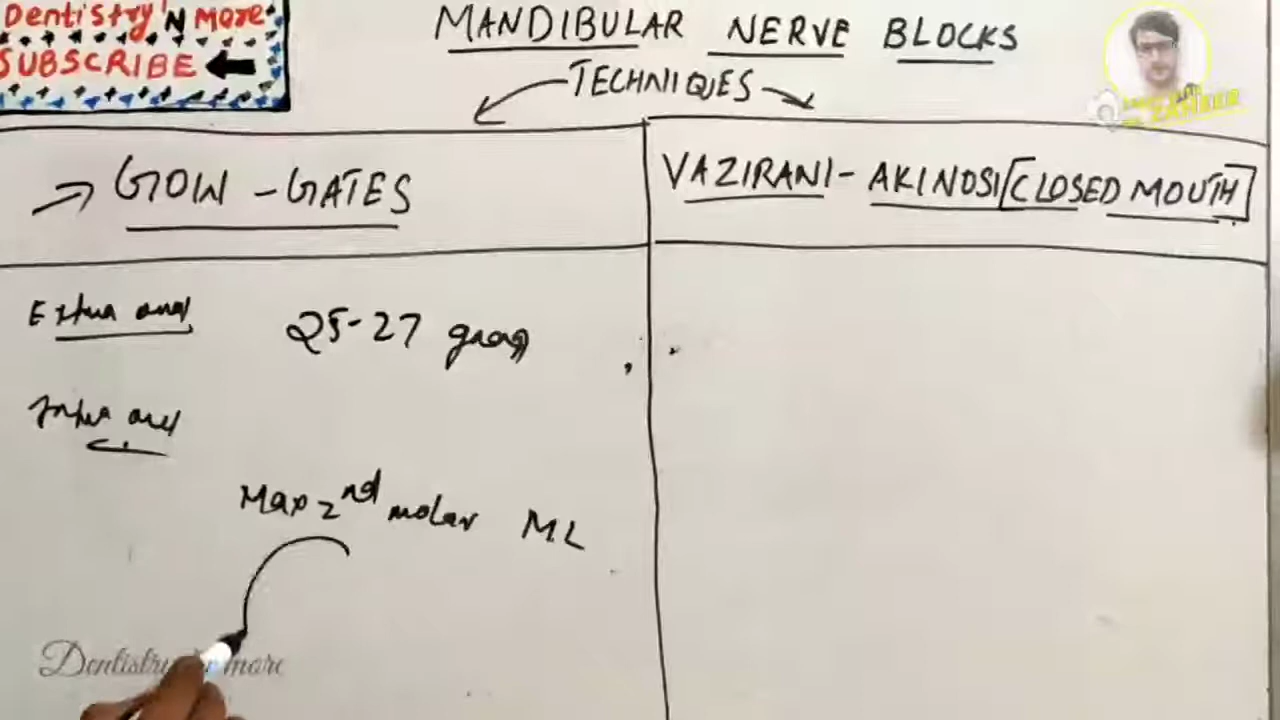 Dentistry 'N More
SUBSCRIBE
MANDIBULAR NERVE BLOCKS
TECHNIQUES
GOW - GATES
VAZIRANI - AKINOSI [CLOSED MOUTH]
Extra oral
25-27
Intra oral
Max 2nd molar ML
Dentistry more